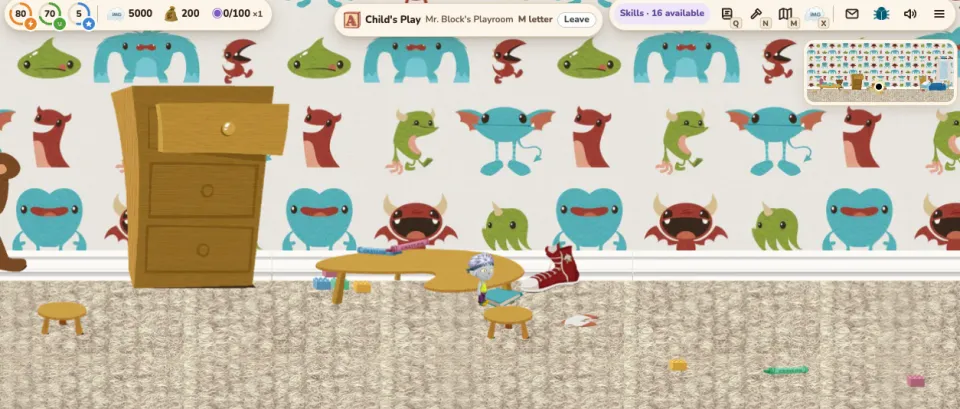 80
70
5
5000
200
0/100 ×1
A
Child's Play Mr. Block's Playroom M letter Leave
Skills · 16 available
Q
N
M
X